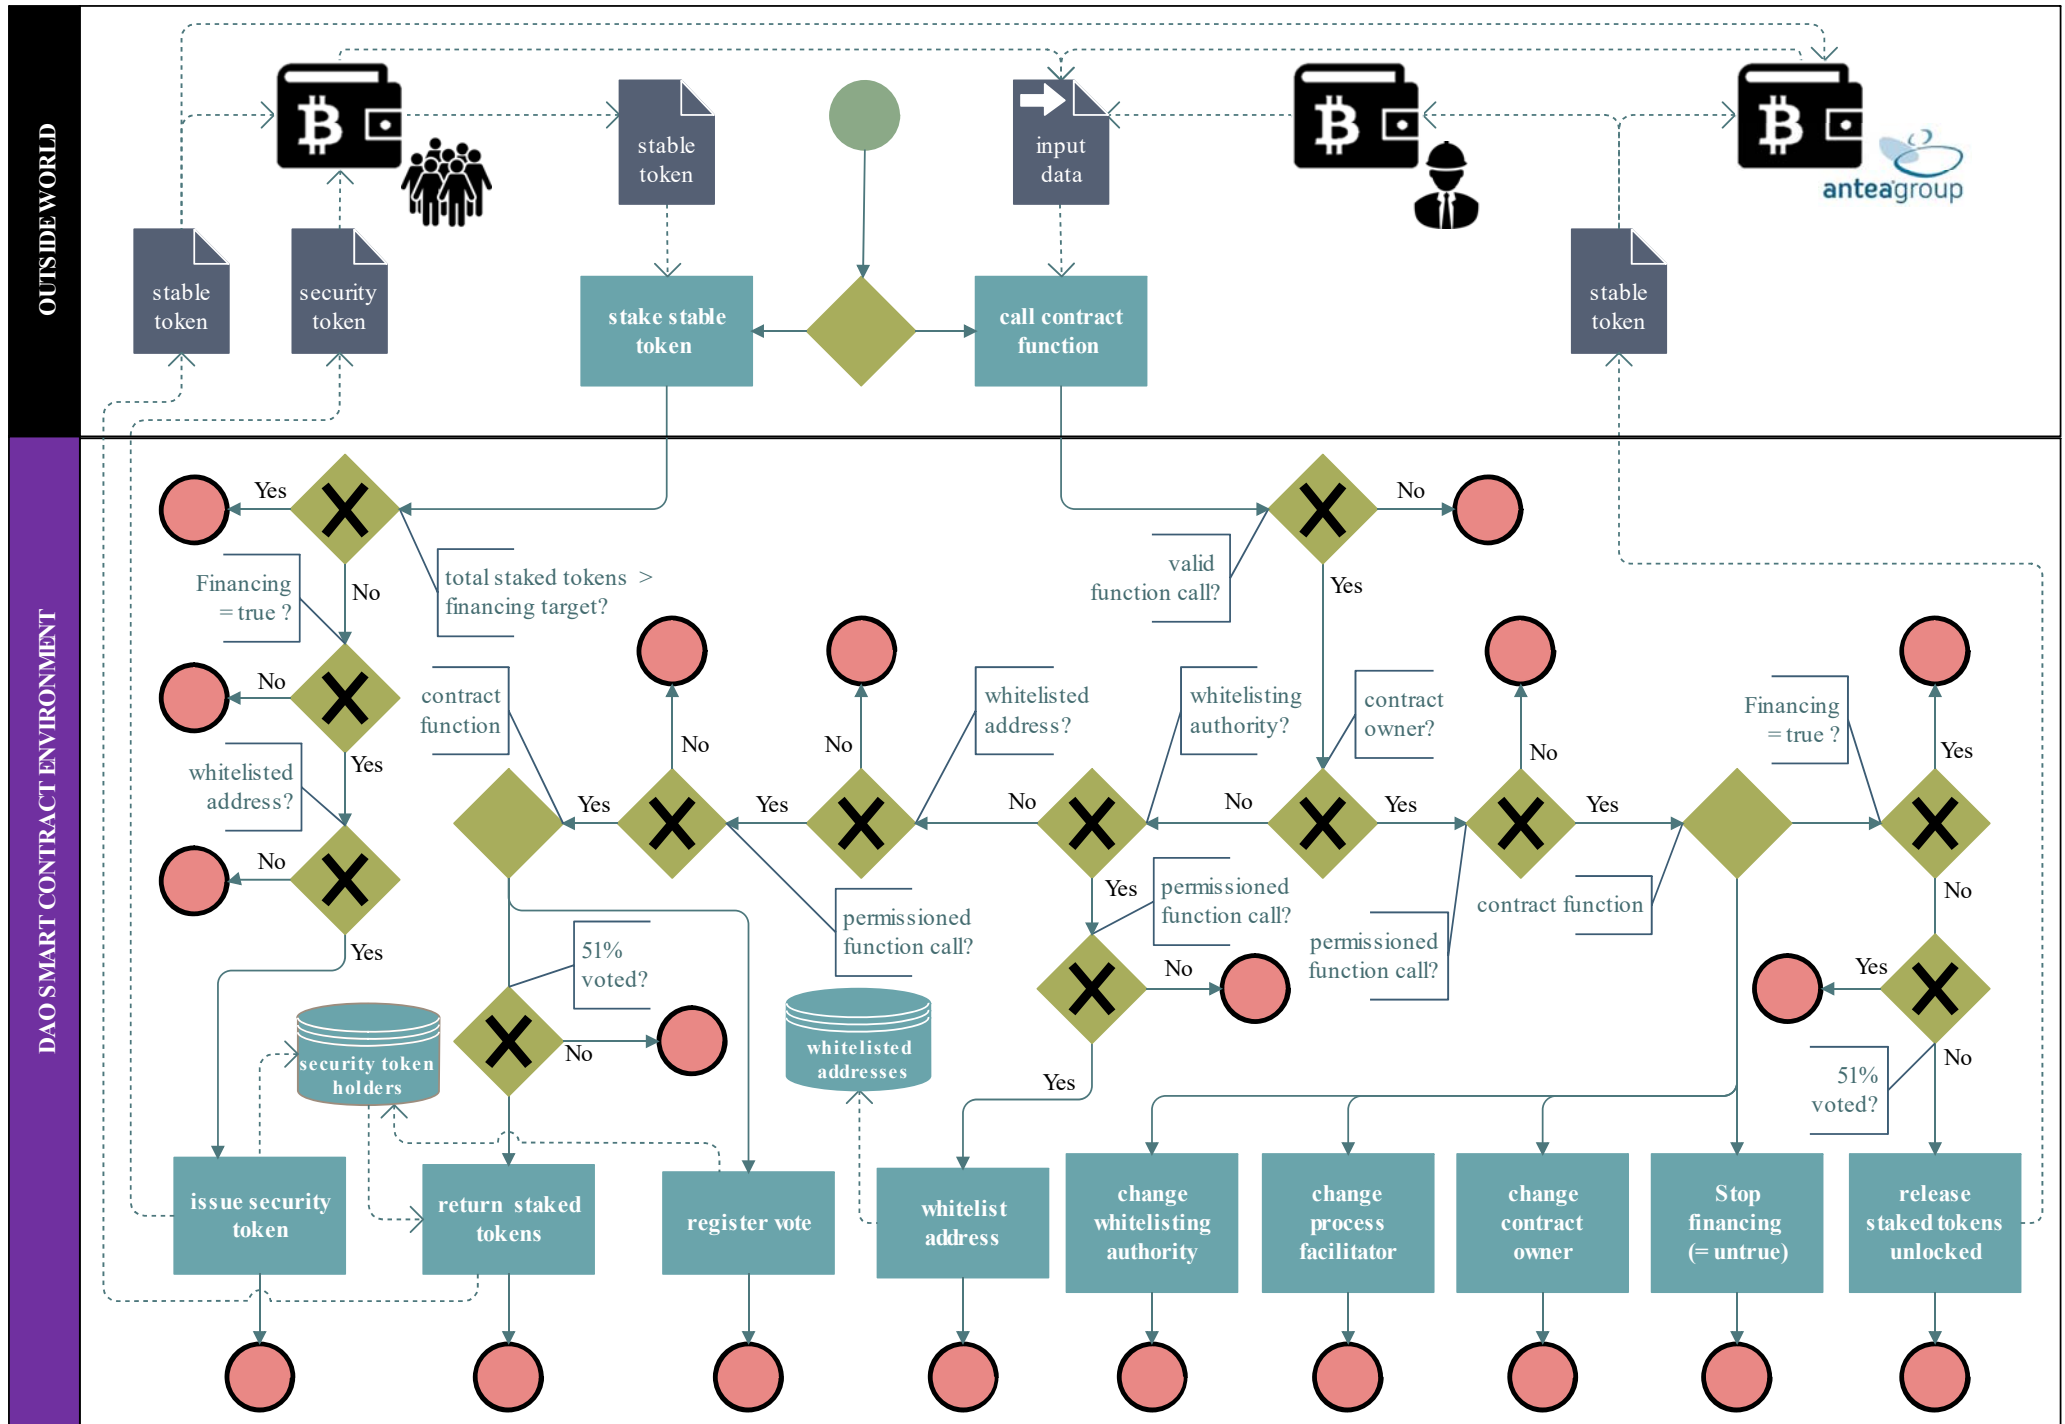 OUTSIDE WORLD
stable
token
input
data
anteagroup
stable
token
security
token
stake stable
token
call contract
function
stable
token
DAO SMART CONTRACT ENVIRONMENT
Yes
No
total staked tokens >
financing target?
Financing
= true ?
No
valid
function call?
Yes
No
Yes
whitelisted
address?
No
Yes
contract
function
No
No
whitelisted
address?
whitelisting
authority?
contract
owner?
No
Financing
= true ?
Yes
Yes
Yes
No
No
Yes
Yes
No
permissioned
function call?
Yes
permissioned
function call?
No
permissioned
function call?
contract function
Yes
No
51%
voted?
No
51%
voted?
Yes
security token
holders
whitelisted
addresses
issue security
token
return staked
tokens
register vote
whitelist
address
change
whitelisting
authority
change
process
facilitator
change
contract
owner
Stop
financing
(= untrue)
release
staked tokens
unlocked